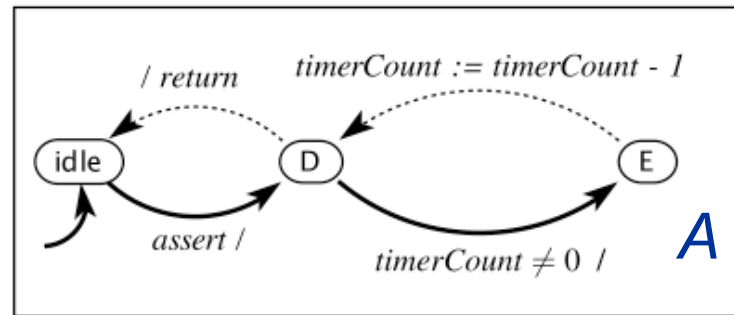 timerCount := timerCount - 1
/ return
idle
D
E
assert /
timerCount ≠ 0 /
A